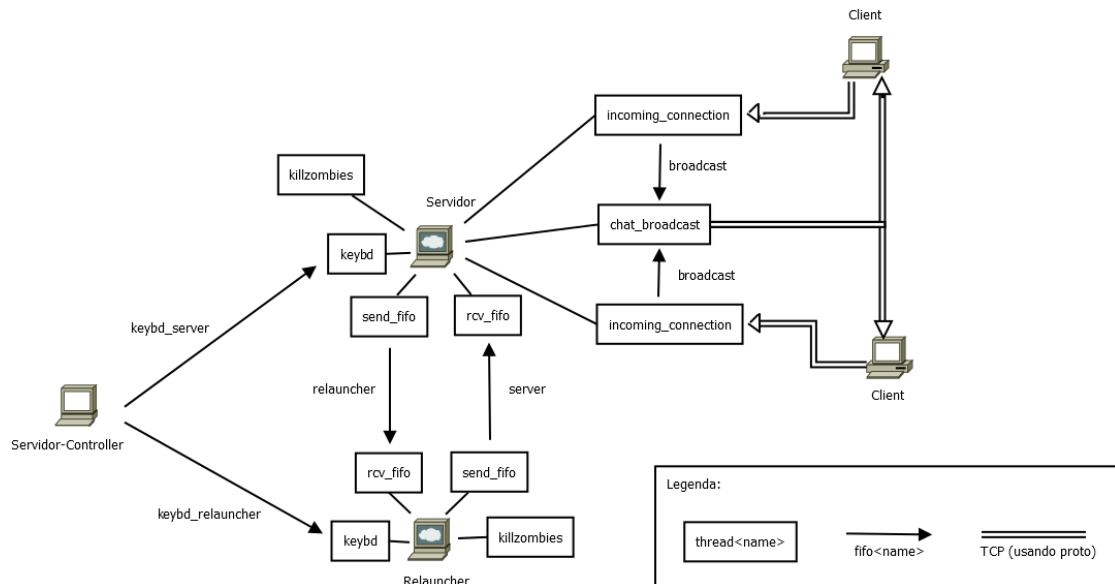 Client
incoming_connection
broadcast
killzombies
Servidor
chat_broadcast
keybd
broadcast
send_fifo
rcv_fifo
incoming_connection
keybd_server
relauncher
server
Client
Servidor-Controller
rcv_fifo
send_fifo
keybd_relauncher
keybd
killzombies
Relauncher
Legenda:
thread<name>
fifo<name>
TCP (usando proto)